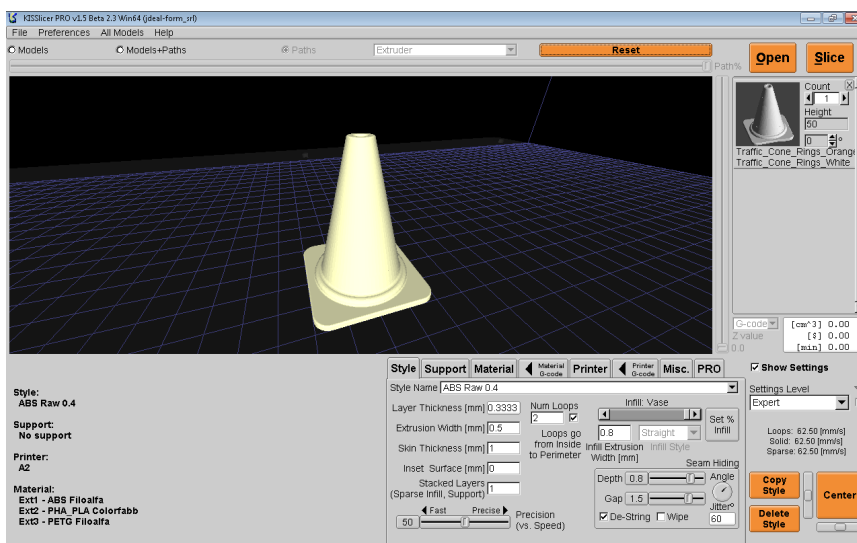 KISSlicer PRO v1.5 Beta 2.3 Win64 (jdeal-form_srl)
File Preferences All Models Help
Models Models+Paths Paths Extruder Reset
Path%
Open Slice
Count
1
Height
50
0 °
Traffic_Cone_Rings_Orange
Traffic_Cone_Rings_White
G-code
Z value
0.0
[cm^3] 0.00
[$] 0.00
[min] 0.00
Style:
ABS Raw 0.4
Support:
No support
Printer:
A2
Material:
Ext1 - ABS Filoalfa
Ext2 - PHA_PLA Colorfabb
Ext3 - PETG Filoalfa
Style Support Material Material G-code Printer Printer G-code Misc. PRO
Style Name ABS Raw 0.4
Layer Thickness [mm] 0.3333
Extrusion Width [mm] 0.5
Skin Thickness [mm] 1
Inset Surface [mm] 0
Stacked Layers
(Sparse Infill, Support) 1
Fast Precise
50
Precision
(vs. Speed)
Num Loops
2
Loops go
from Inside
to Perimeter
Infill: Vase
Set %
Infill
0.8 Straight
Infill Extrusion
Width [mm]
Infill Style
Seam Hiding
Depth 0.8
Gap 1.5
Angle
Jitter°
60
De-String Wipe
Show Settings
Settings Level
Expert
Loops: 62.50 [mm/s]
Solid: 62.50 [mm/s]
Sparse: 62.50 [mm/s]
Copy
Style
Delete
Style
Center